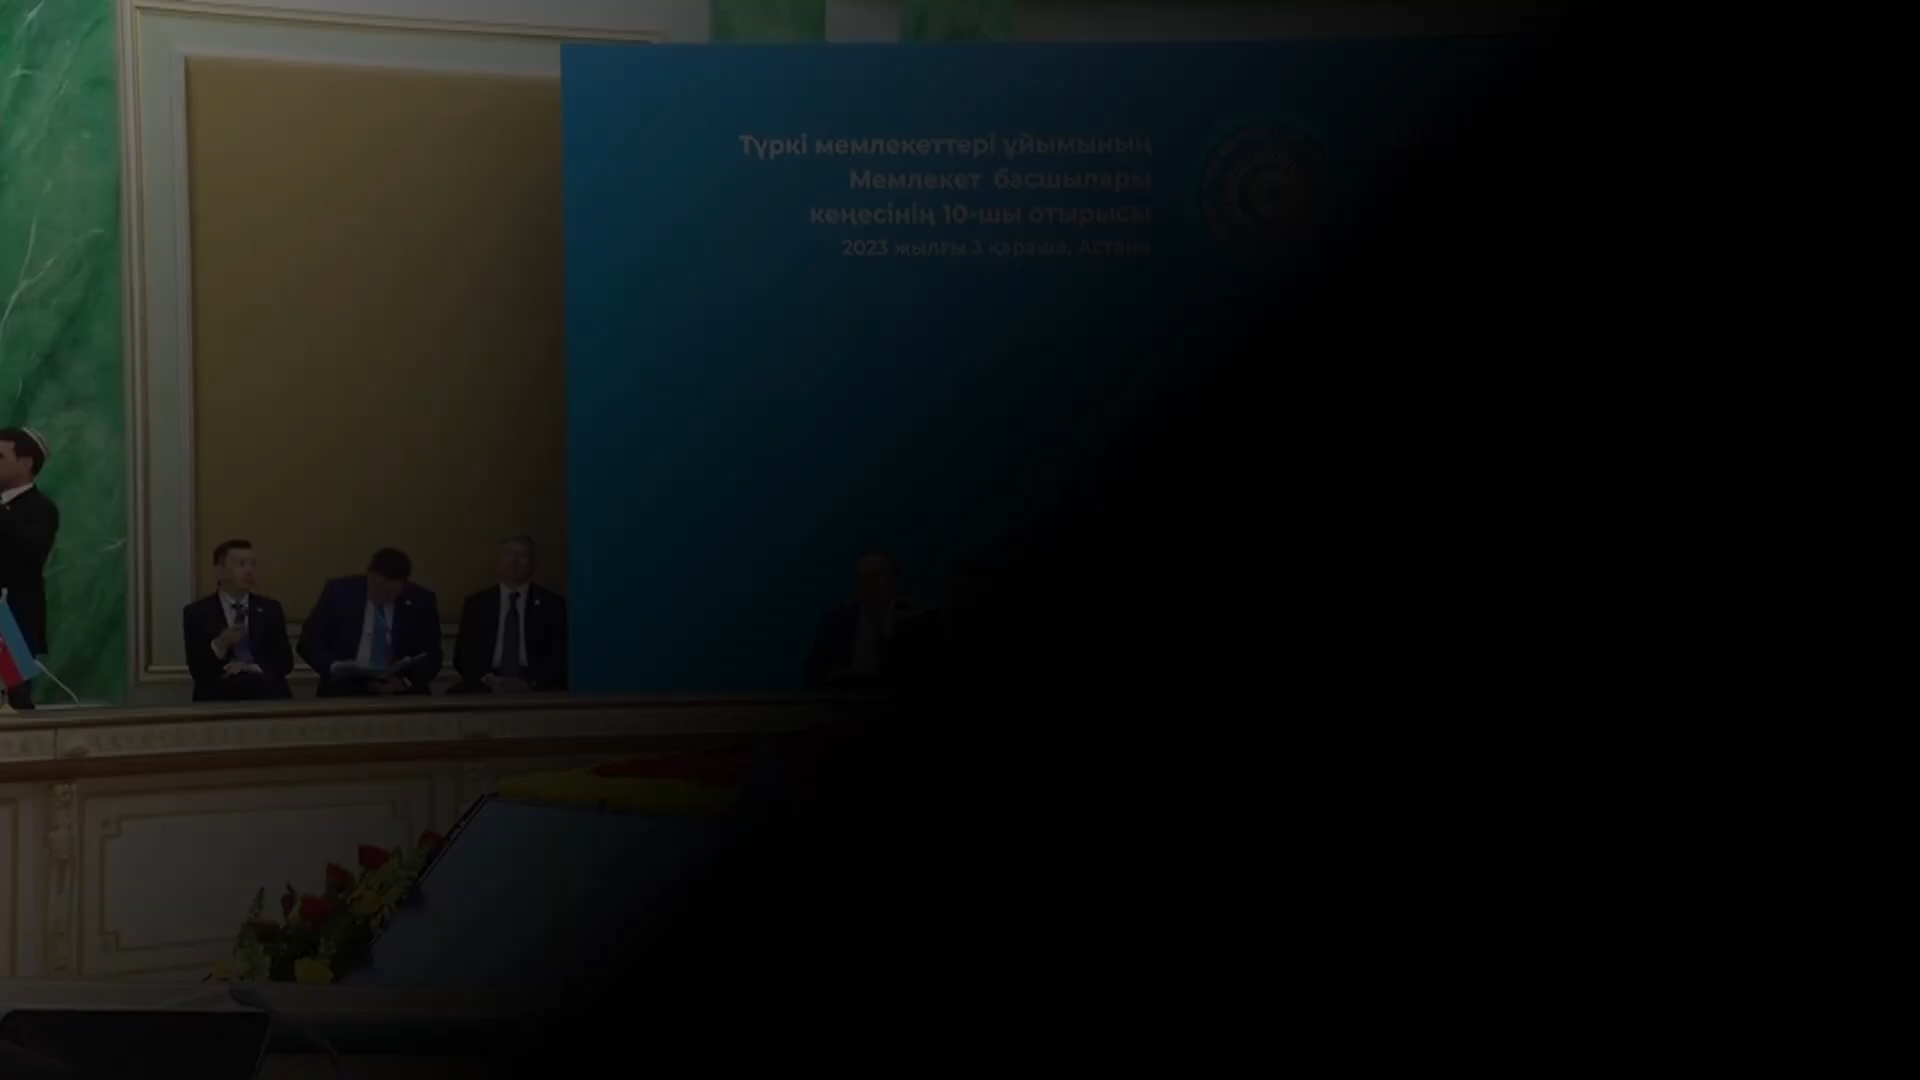 Түркі мемлекеттері ұйымының
Мемлекет басшылары
кеңесінің 10-шы отырысы
2023 жылғы 3 қараша, Астана